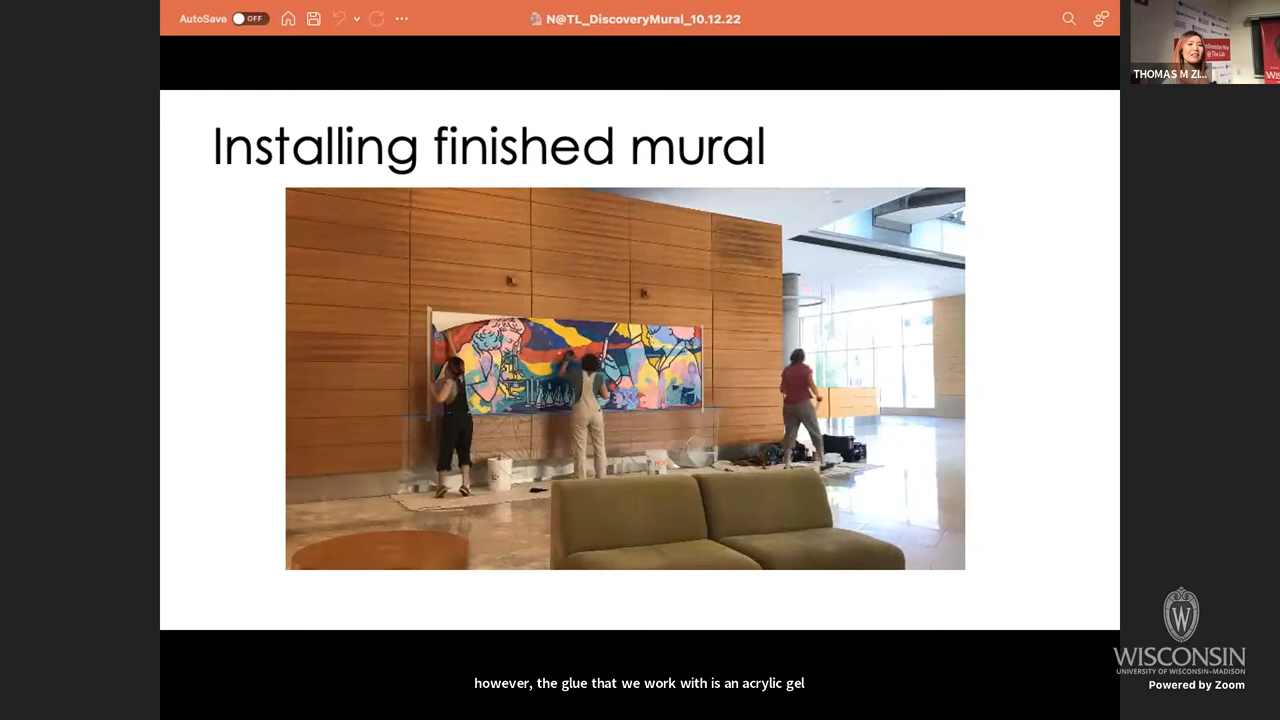 AutoSave OFF
N@TL_DiscoveryMural_10.12.22
THOMAS M ZI...
Installing finished mural
W
WISCONSIN
UNIVERSITY OF WISCONSIN–MADISON
Powered by Zoom
however, the glue that we work with is an acrylic gel